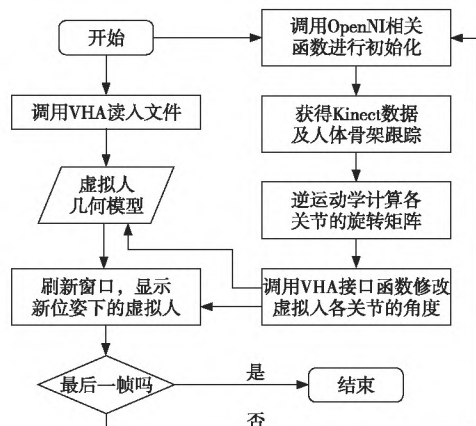 开始
调用OpenNI相关
函数进行初始化
调用VHA读入文件
获得Kinect数据
及人体骨架跟踪
虚拟人
几何模型
逆运动学计算各
关节的旋转矩阵
刷新窗口，显示
新位姿下的虚拟人
调用VHA接口函数修改
虚拟入各关节的角度
最后一帧吗
是
结束
否